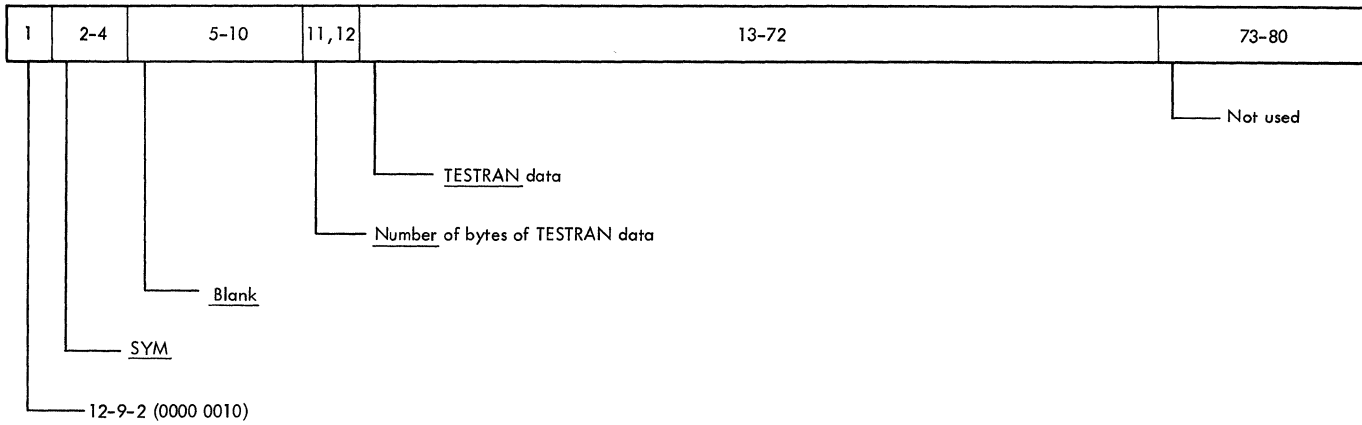 1 2-4 5-10 11,12 13-72 73-80
Not used
TESTRAN data
Number of bytes of TESTRAN data
Blank
SYM
12-9-2 (0000 0010)